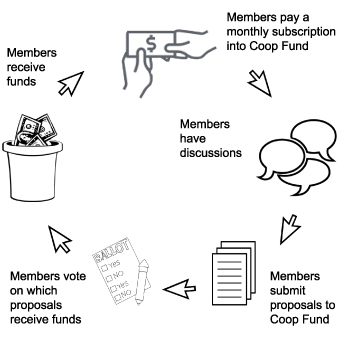 Members pay a
monthly subscription
into Coop Fund
Members
have
discussions
Members
submit
proposals to
Coop Fund
BALLOT
YES
NO
YES
NO
Members vote
on which
proposals
receive funds
Members
receive
funds
$